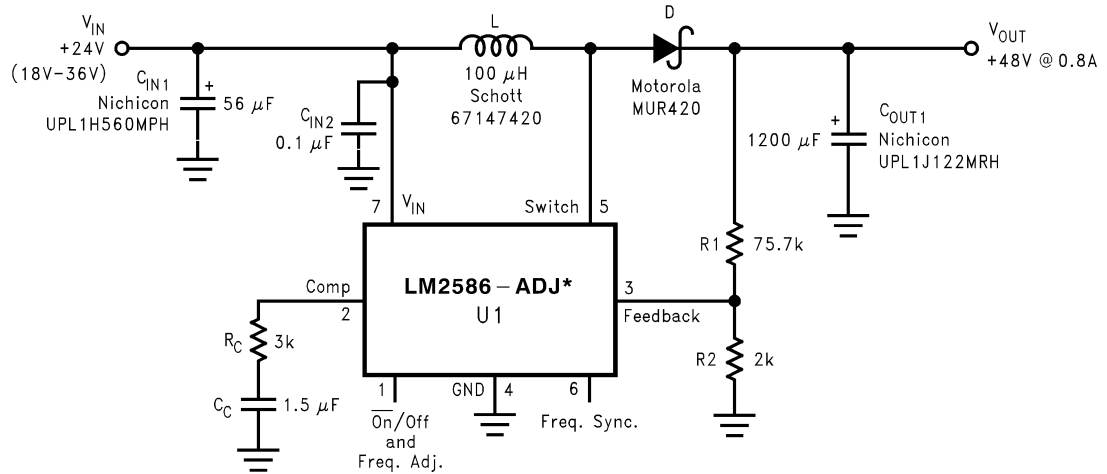 V_IN
+24V
(18V-36V)
C_IN1
Nichicon
UPL1H560MPH
+
56 μF
C_IN2
0.1 μF
L
100 μH
Schott
67147420
D
Motorola
MUR420
V_OUT
+48V @ 0.8A
+
1200 μF
C_OUT1
Nichicon
UPL1J122MRH
7
V_IN
Switch
5
R1
75.7k
LM2586-ADJ*
U1
Comp
2
3
Feedback
R_C
3k
R2
2k
C_C
1.5 μF
1
GND
4
6
On/Off
and
Freq. Adj.
Freq. Sync.